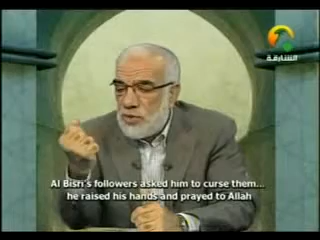 الشارقة
Al Bisri's followers asked him to curse them...
he raised his hands and prayed to Allah